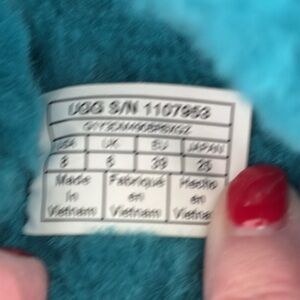 UGG S/N 1107953
USA UK EU JAPAN
8 6 39 25
Made Fabriqué Hecho
in en en
Vietnam Vietnam Vietnam